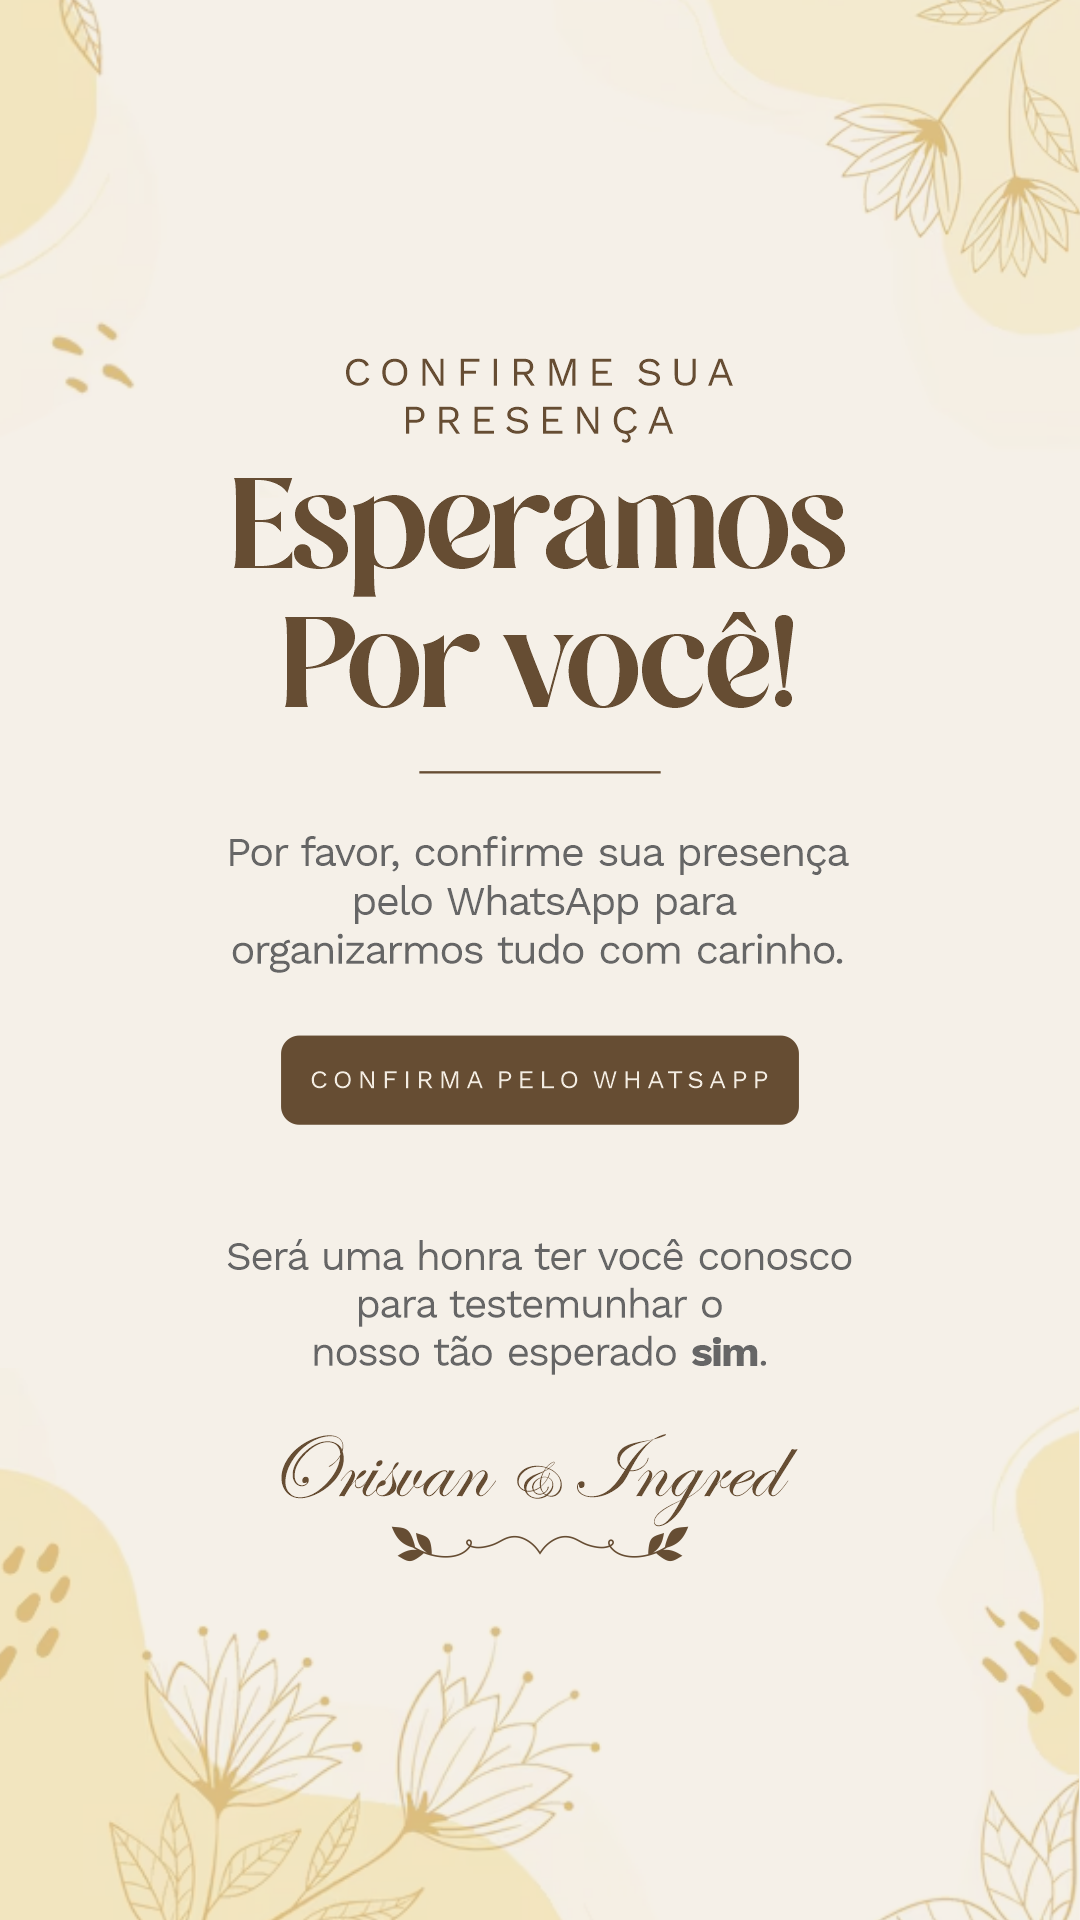 CONFIRME SUA
PRESENÇA
Esperamos
Por você!
Por favor, confirme sua presença
pelo WhatsApp para
organizarmos tudo com carinho.
CONFIRMA PELO WHATSAPP
Será uma honra ter você conosco
para testemunhar o
nosso tão esperado sim.
Orisvan & Ingred